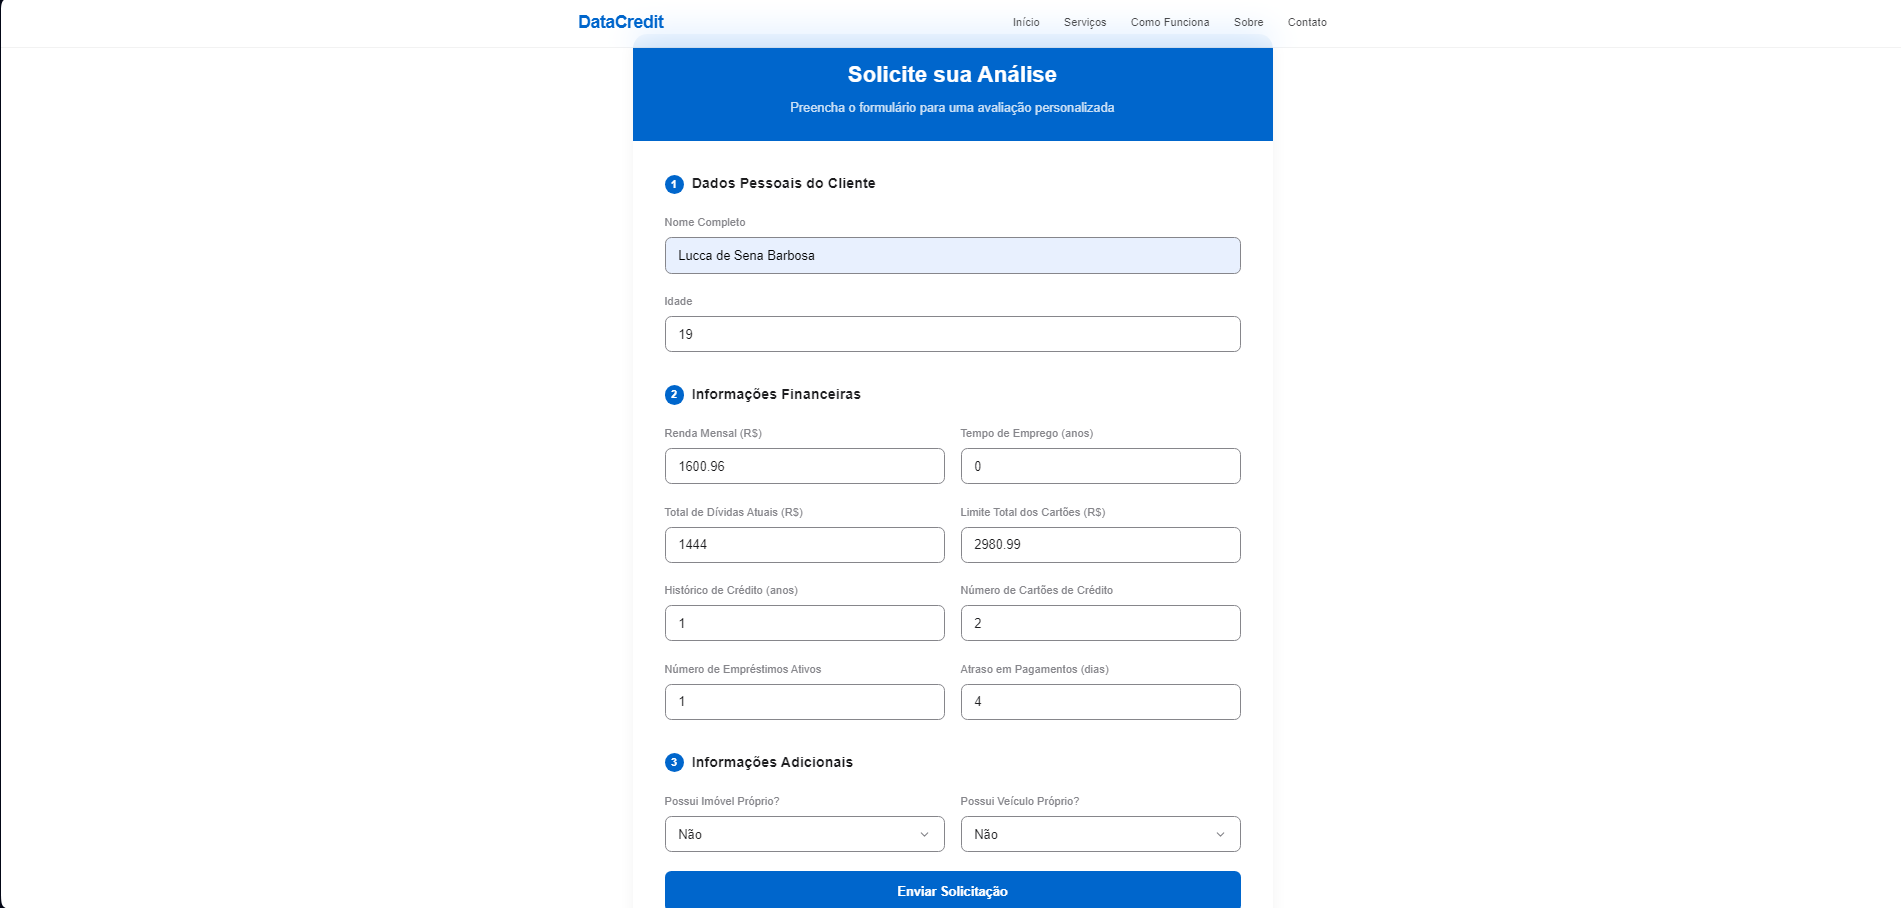 DataCredit Início Serviços Como Funciona Sobre Contato
Solicite sua Análise
Preencha o formulário para uma avaliação personalizada
1 Dados Pessoais do Cliente
Nome Completo
Lucca de Sena Barbosa
Idade
19
2 Informações Financeiras
Renda Mensal (R$) Tempo de Emprego (anos)
1600.96 0
Total de Dívidas Atuais (R$) Limite Total dos Cartões (R$)
1444 2980.99
Histórico de Crédito (anos) Número de Cartões de Crédito
1 2
Número de Empréstimos Ativos Atraso em Pagamentos (dias)
1 4
3 Informações Adicionais
Possui Imóvel Próprio? Possui Veículo Próprio?
Não Não
Enviar Solicitação